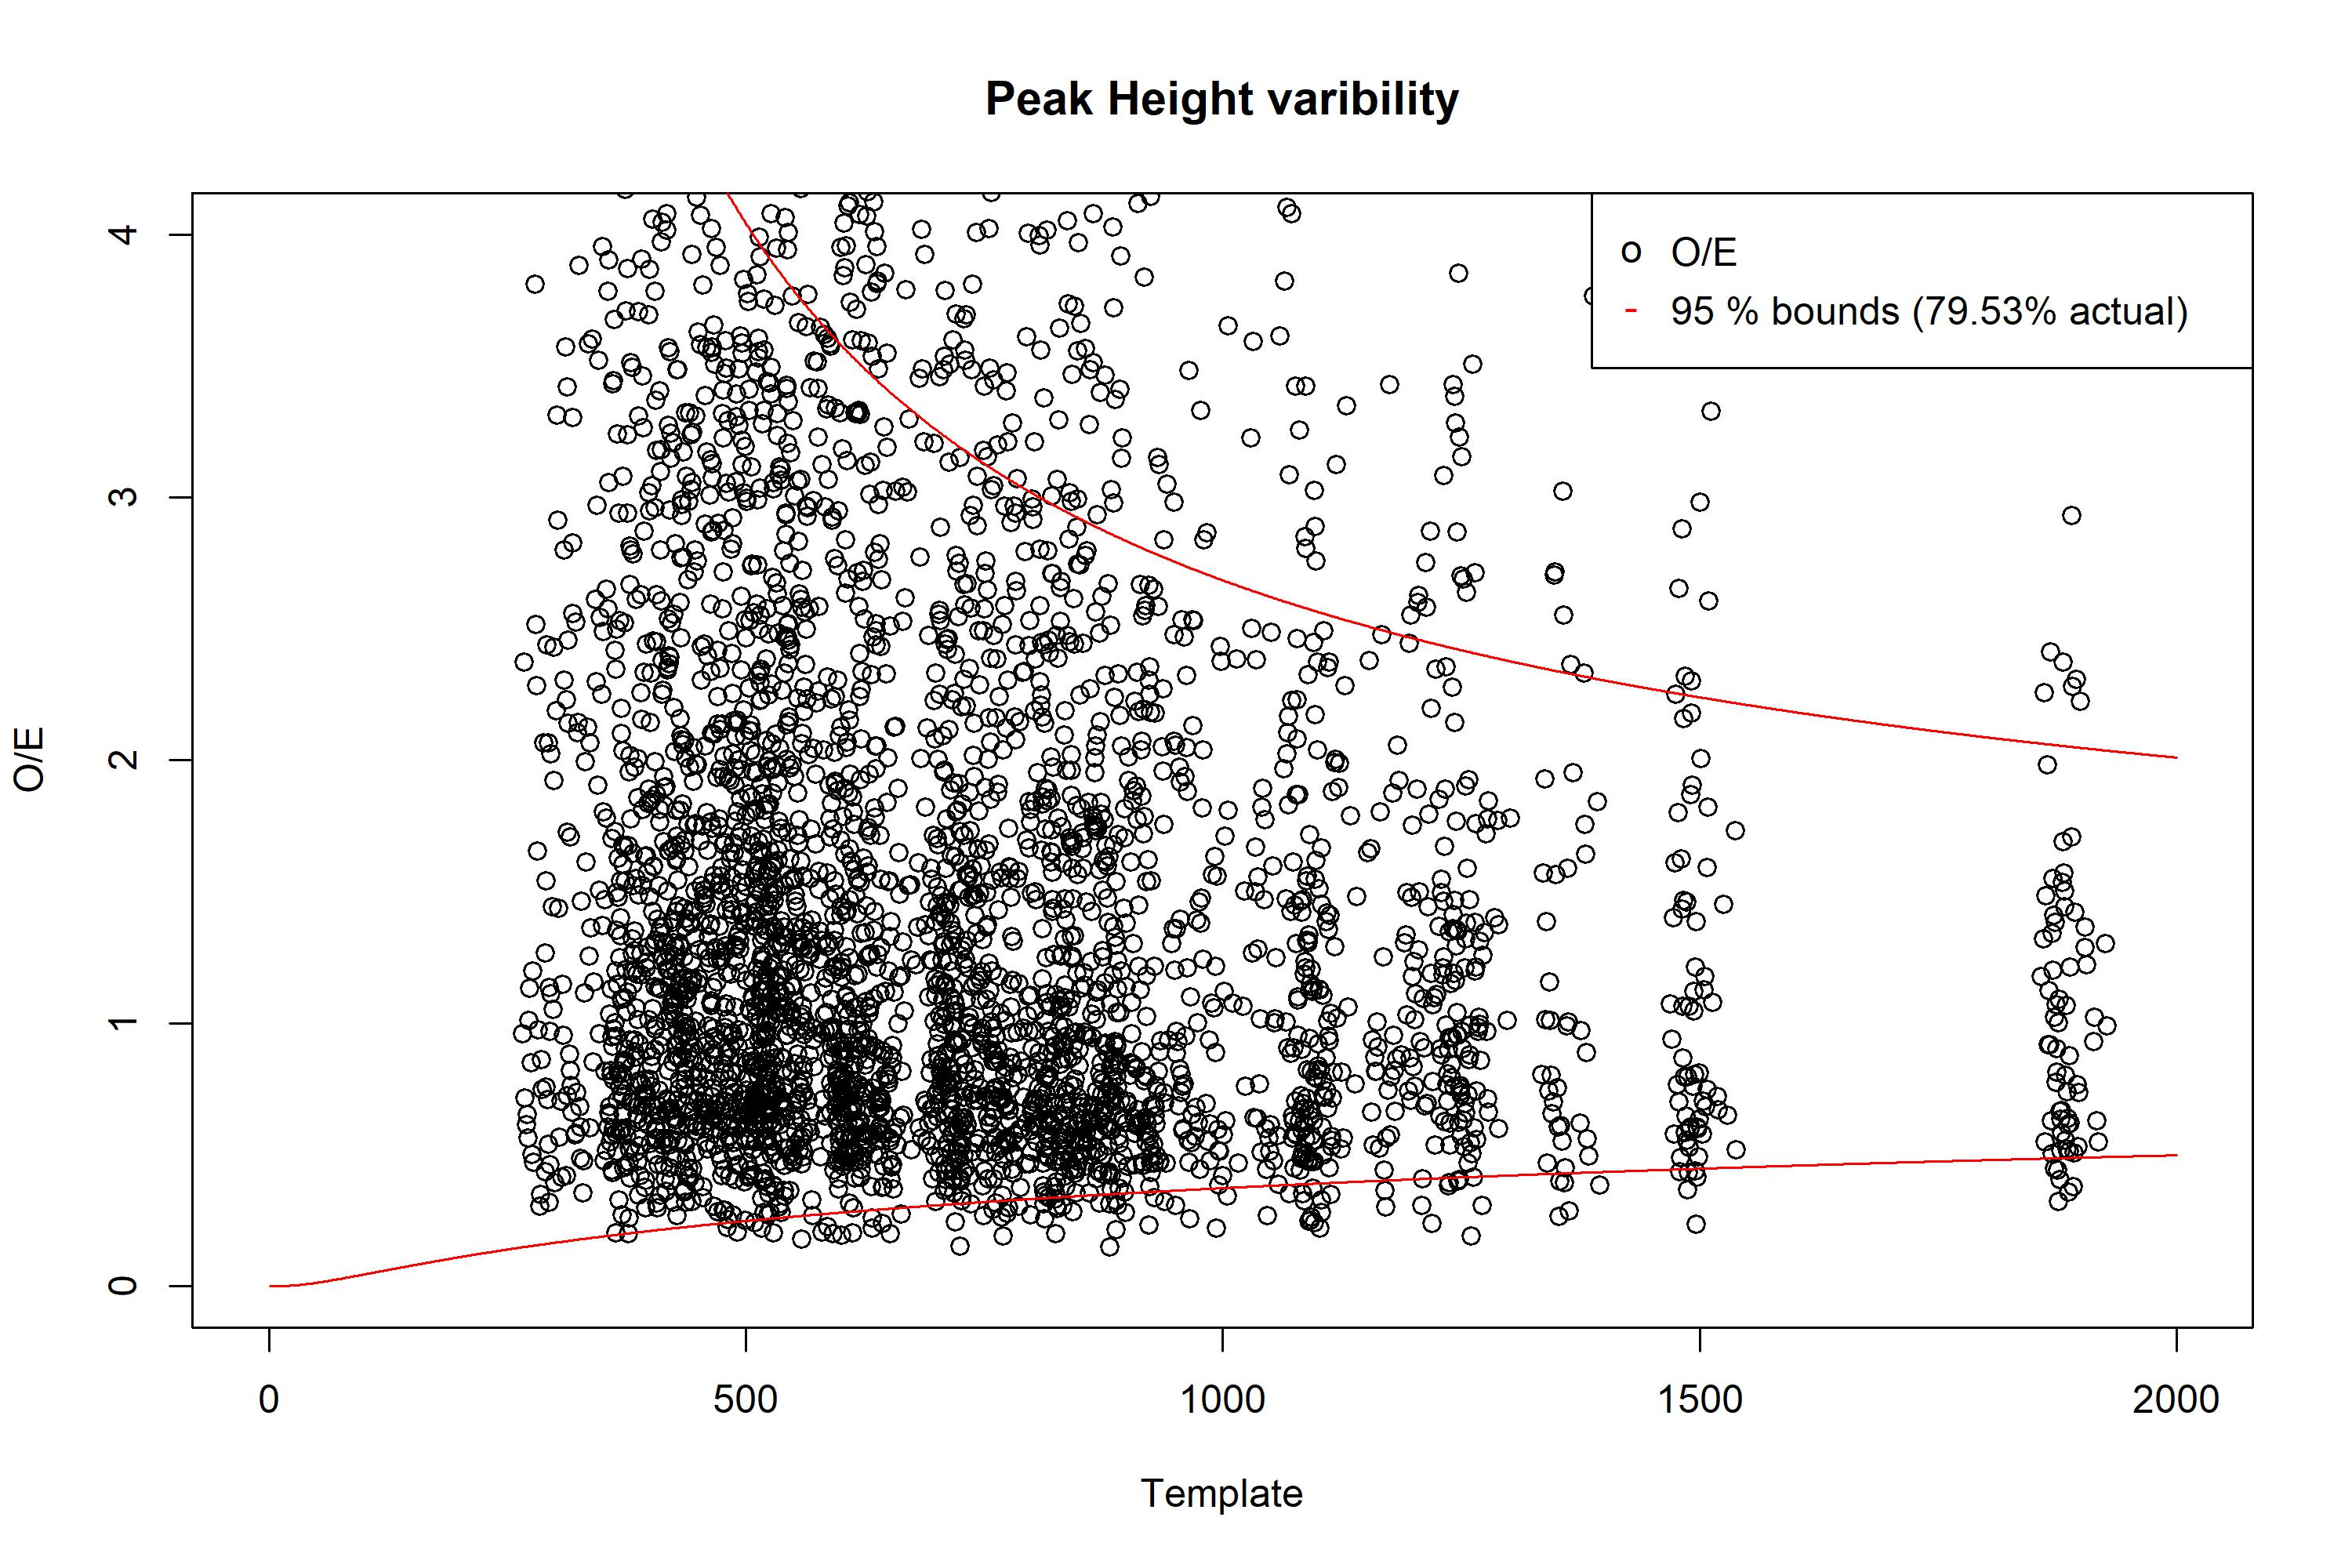 Peak Height varibility
O/E
95 % bounds (79.53% actual)
4
3
2
1
0
O/E
0 500 1000 1500 2000
Template